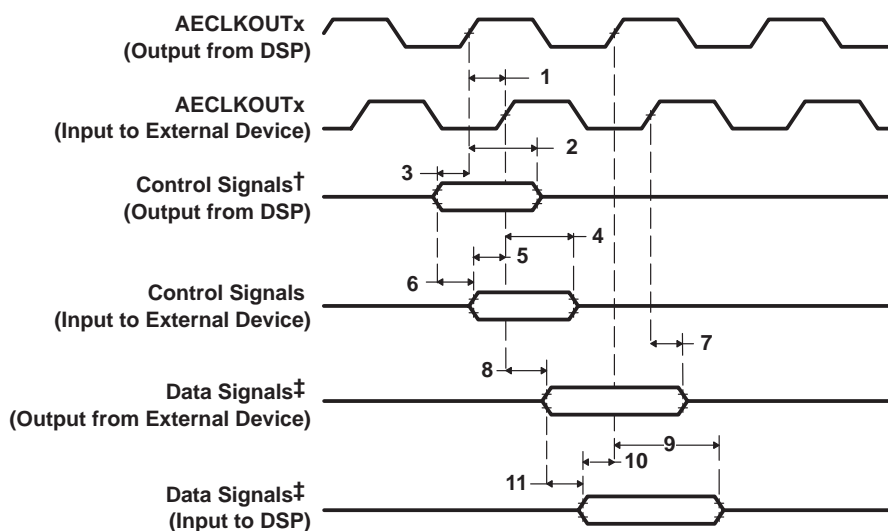 AECLKOUTx
(Output from DSP)
1
AECLKOUTx
(Input to External Device)
2
3
Control Signals†
(Output from DSP)
4
5
6
Control Signals
(Input to External Device)
7
8
Data Signals‡
(Output from External Device)
9
10
11
Data Signals‡
(Input to DSP)